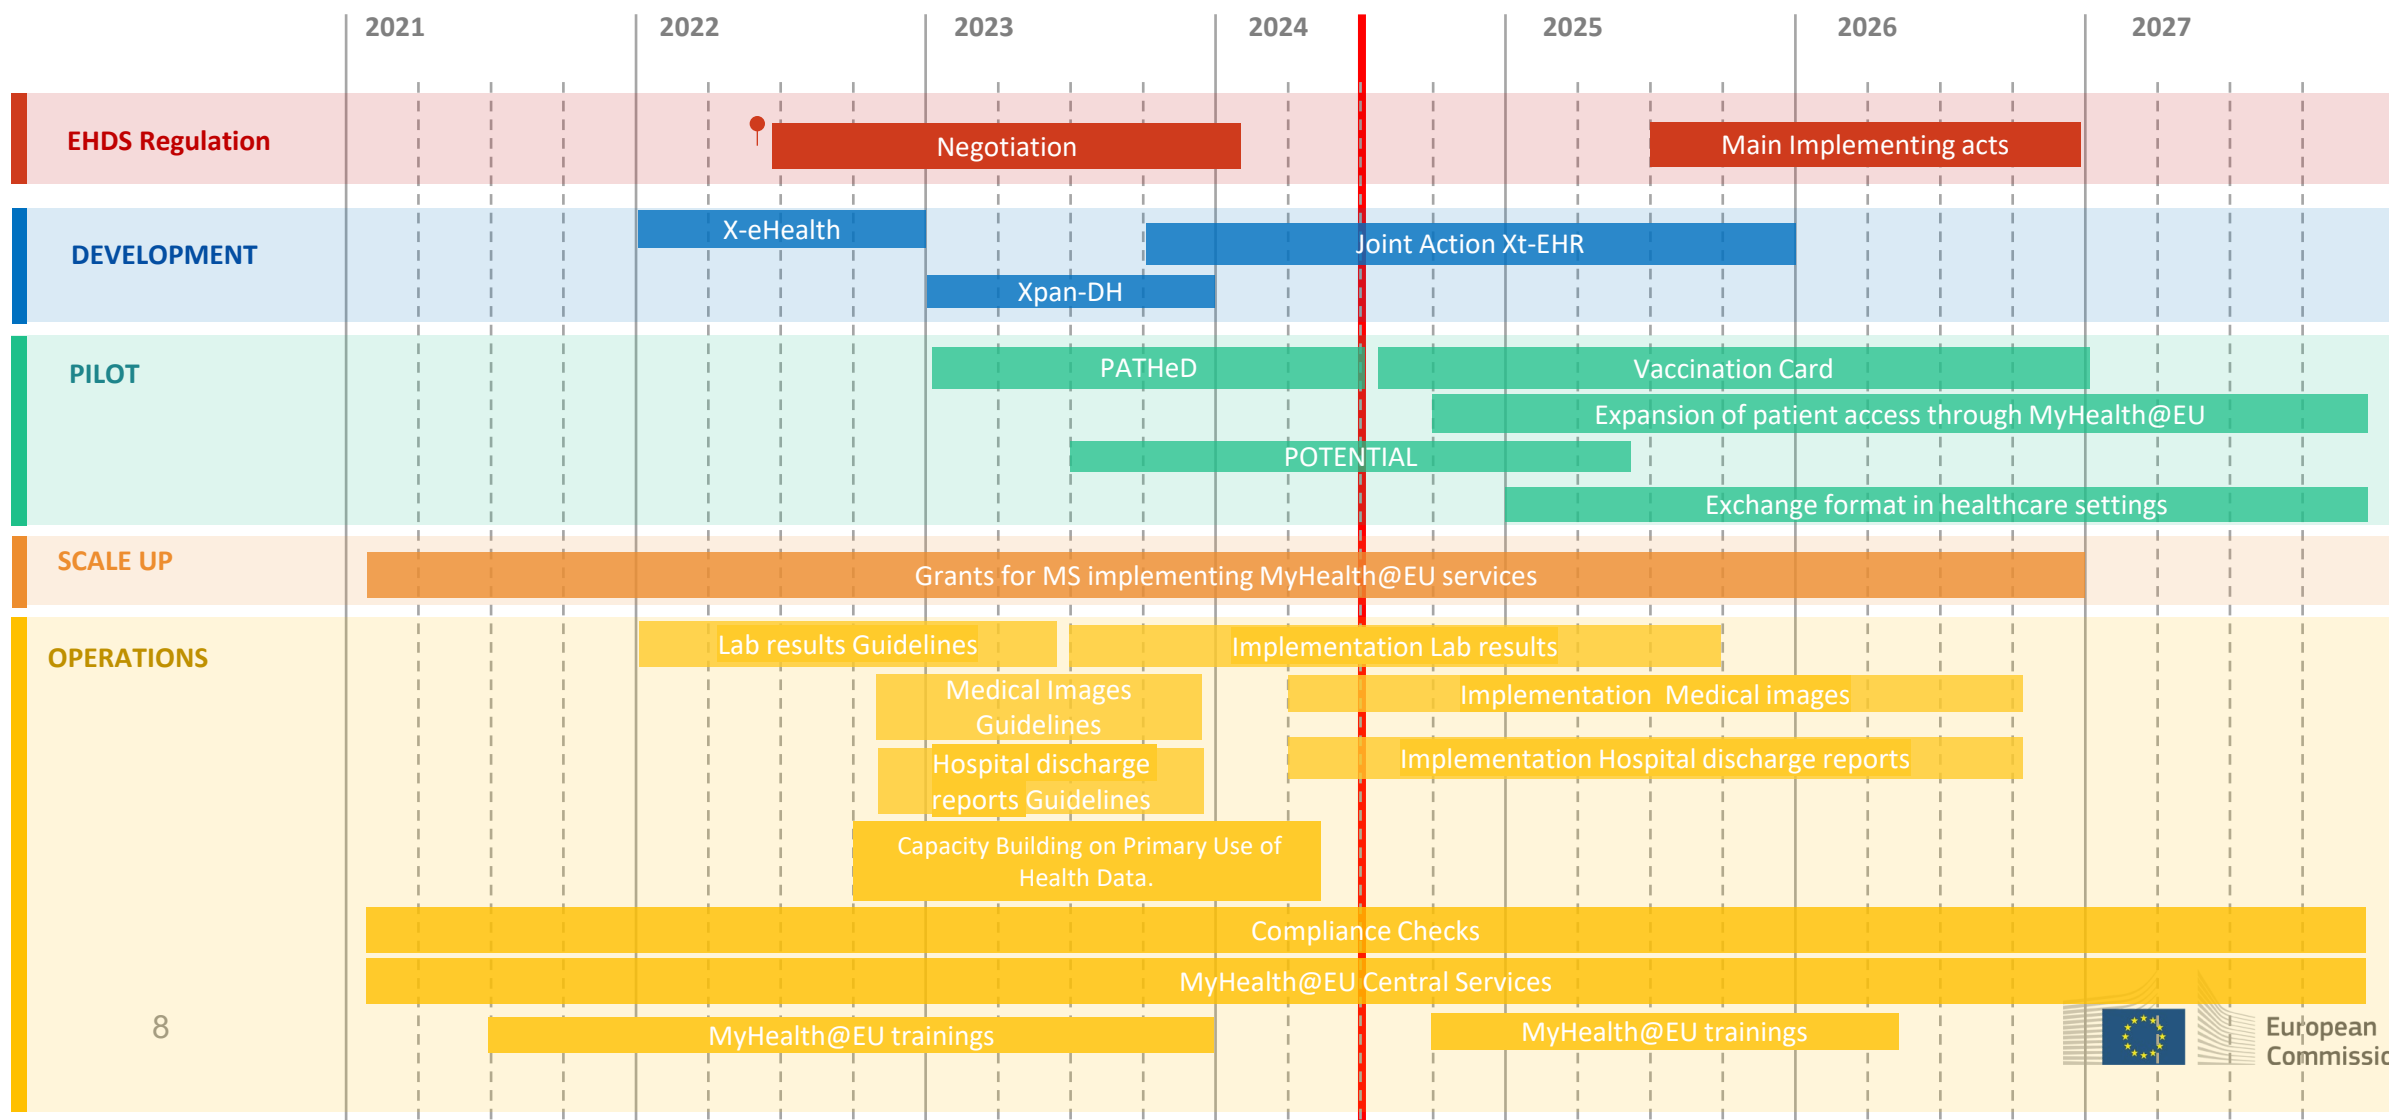 2021 2022 2023 2024 2025 2026 2027
EHDS Regulation
Negotiation
Main Implementing acts
DEVELOPMENT
X-eHealth
Joint Action Xt-EHR
Xpan-DH
PILOT
PATHeD
Vaccination Card
Expansion of patient access through MyHealth@EU
POTENTIAL
Exchange format in healthcare settings
SCALE UP
Grants for MS implementing MyHealth@EU services
OPERATIONS
Lab results Guidelines
Implementation Lab results
Medical Images
Guidelines
Implementation  Medical images
Hospital discharge
reports Guidelines
Implementation Hospital discharge reports
Capacity Building on Primary Use of
Health Data.
Compliance Checks
MyHealth@EU Central Services
MyHealth@EU trainings
MyHealth@EU trainings
8
European
Commissio